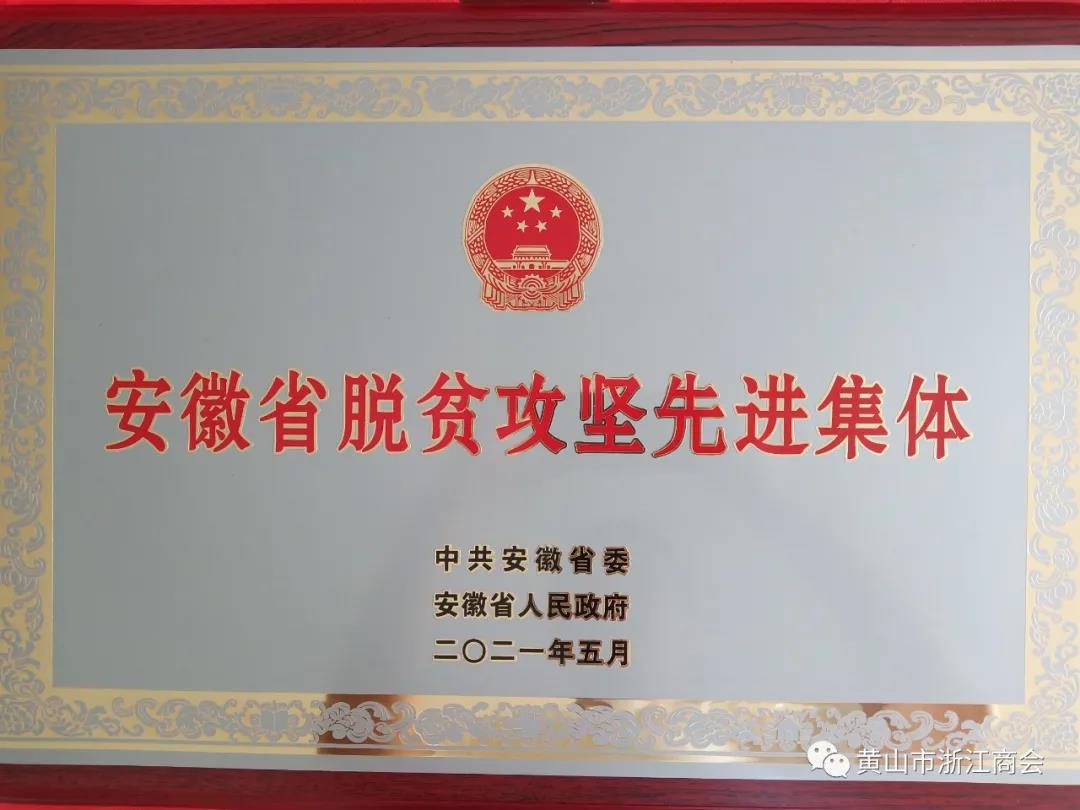 安徽省脱贫攻坚先进集体
中共安徽省委
安徽省人民政府
二〇二一年五月
黄山市浙江商会